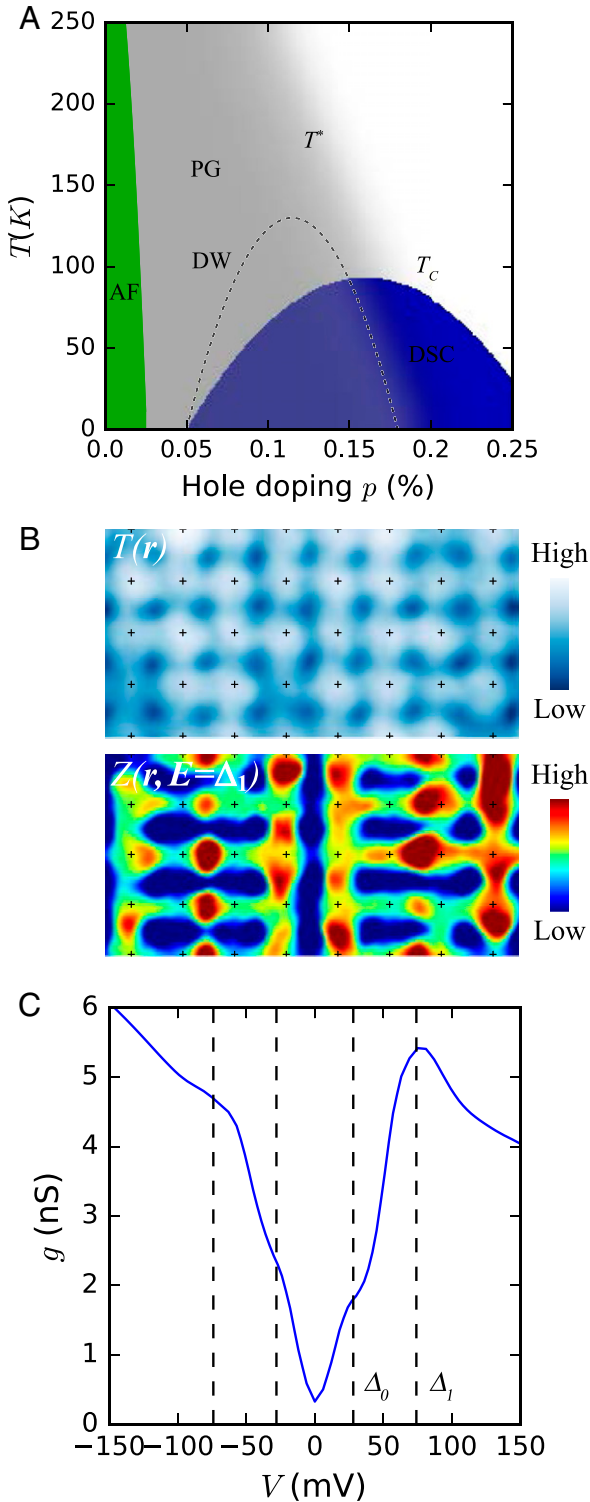 A
250
200
150
100
50
0
T(K)
T*
PG
DW
T_C
AF
DSC
0.0
0.05
0.1
0.15
0.2
0.25
Hole doping p (%)
B
T(r)
High
Low
Z(r, E=Δ₁)
High
Low
C
6
5
4
3
2
1
0
g (nS)
Δ₀
Δ₁
−150
−100
−50
0
50
100
150
V (mV)